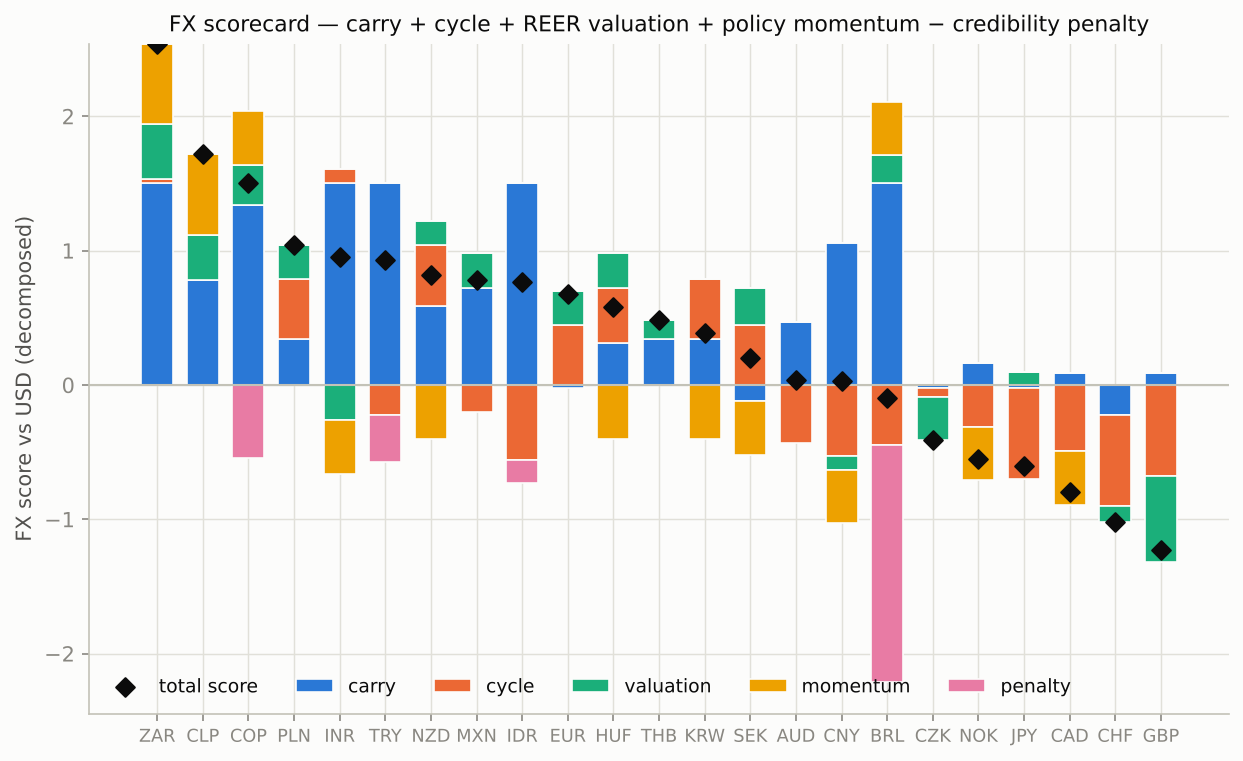 FX scorecard — carry + cycle + REER valuation + policy momentum − credibility penalty
FX score vs USD (decomposed)
2
1
0
−1
−2
total score carry cycle valuation momentum penalty
ZAR CLP COP PLN INR TRY NZD MXN IDR EUR HUF THB KRW SEK AUD CNY BRL CZK NOK JPY CAD CHF GBP